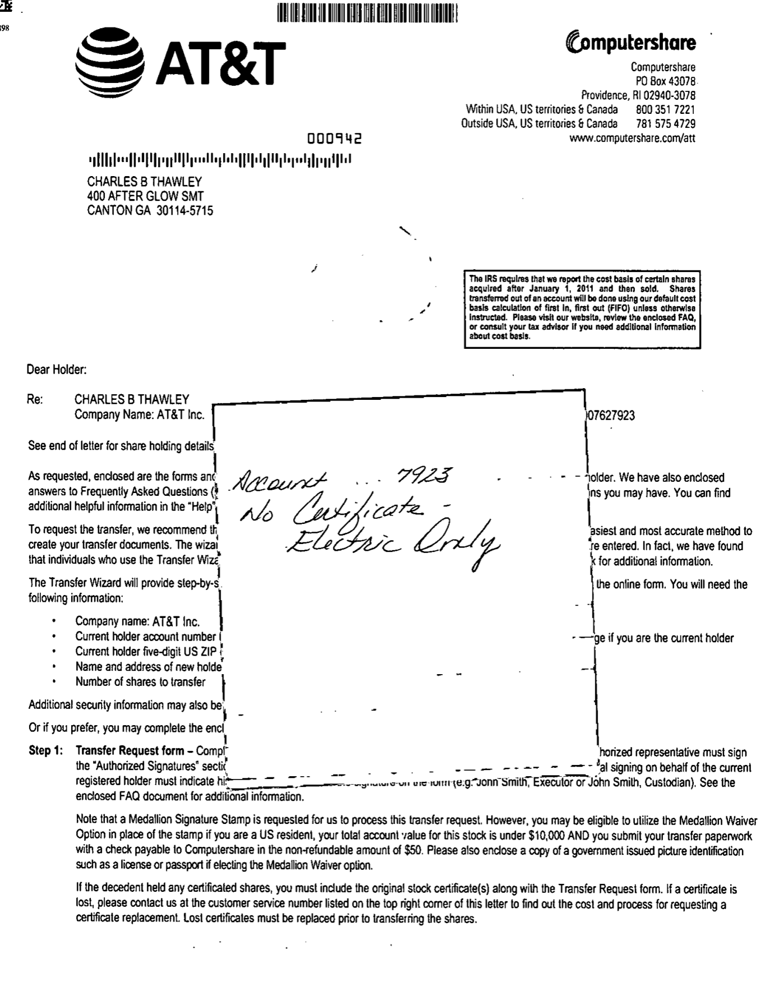 898
AT&T
Computershare
Computershare
PO Box 43078
Providence, RI 02940-3078
Within USA, US territories & Canada 800 351 7221
Outside USA, US territories & Canada 781 575 4729
www.computershare.com/att
000942
CHARLES B THAWLEY
400 AFTER GLOW SMT
CANTON GA 30114-5715
The IRS requires that we report the cost basis of certain shares
acquired after January 1, 2011 and then sold. Shares
transferred out of an account will be done using our default cost
basis calculation of first in, first out (FIFO) unless otherwise
instructed. Please visit our website, review the enclosed FAQ,
or consult your tax advisor if you need additional information
about cost basis.
Dear Holder:
Re: CHARLES B THAWLEY
Company Name: AT&T Inc. 07627923
See end of letter for share holding details
As requested, enclosed are the forms and older. We have also enclosed
answers to Frequently Asked Questions ( ns you may have. You can find
additional helpful information in the "Help"
Account ... 7923
No Certificate -
Electric Only
To request the transfer, we recommend th asiest and most accurate method to
create your transfer documents. The wiza re entered. In fact, we have found
that individuals who use the Transfer Wiza k for additional information.
The Transfer Wizard will provide step-by-s the online form. You will need the
following information:
• Company name: AT&T Inc.
• Current holder account number ge if you are the current holder
• Current holder five-digit US ZIP
• Name and address of new holde
• Number of shares to transfer
Additional security information may also be
Or if you prefer, you may complete the encl
Step 1: Transfer Request form – Compl horized representative must sign
the "Authorized Signatures" sectio al signing on behalf of the current
registered holder must indicate hi signature on the form (e.g. John Smith, Executor or John Smith, Custodian). See the
enclosed FAQ document for additional information.
Note that a Medallion Signature Stamp is requested for us to process this transfer request. However, you may be eligible to utilize the Medallion Waiver
Option in place of the stamp if you are a US resident, your total account value for this stock is under $10,000 AND you submit your transfer paperwork
with a check payable to Computershare in the non-refundable amount of $50. Please also enclose a copy of a government issued picture identification
such as a license or passport if electing the Medallion Waiver option.
If the decedent held any certificated shares, you must include the original stock certificate(s) along with the Transfer Request form. If a certificate is
lost, please contact us at the customer service number listed on the top right corner of this letter to find out the cost and process for requesting a
certificate replacement. Lost certificates must be replaced prior to transferring the shares.